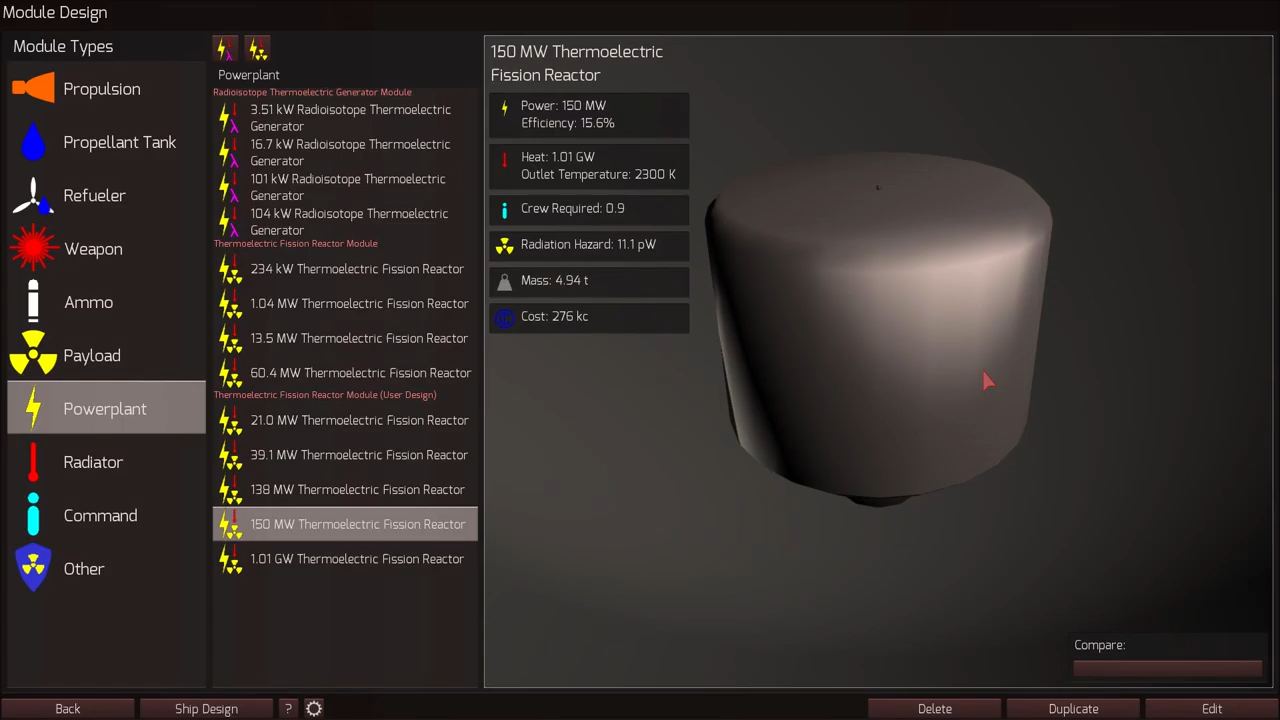 Module Design
Module Types
Propulsion
Propellant Tank
Refueler
Weapon
Ammo
Payload
Powerplant
Radiator
Command
Other
Powerplant
Radioisotope Thermoelectric Generator Module
3.51 kW Radioisotope Thermoelectric
Generator
16.7 kW Radioisotope Thermoelectric
Generator
101 kW Radioisotope Thermoelectric
Generator
104 kW Radioisotope Thermoelectric
Generator
Thermoelectric Fission Reactor Module
234 kW Thermoelectric Fission Reactor
1.04 MW Thermoelectric Fission Reactor
13.5 MW Thermoelectric Fission Reactor
60.4 MW Thermoelectric Fission Reactor
Thermoelectric Fission Reactor Module (User Design)
21.0 MW Thermoelectric Fission Reactor
39.1 MW Thermoelectric Fission Reactor
138 MW Thermoelectric Fission Reactor
150 MW Thermoelectric Fission Reactor
1.01 GW Thermoelectric Fission Reactor
150 MW Thermoelectric
Fission Reactor
Power: 150 MW
Efficiency: 15.6%
Heat: 1.01 GW
Outlet Temperature: 2300 K
Crew Required: 0.9
Radiation Hazard: 11.1 pW
Mass: 4.94 t
Cost: 276 kc
Compare:
Back
Ship Design
?
Delete
Duplicate
Edit